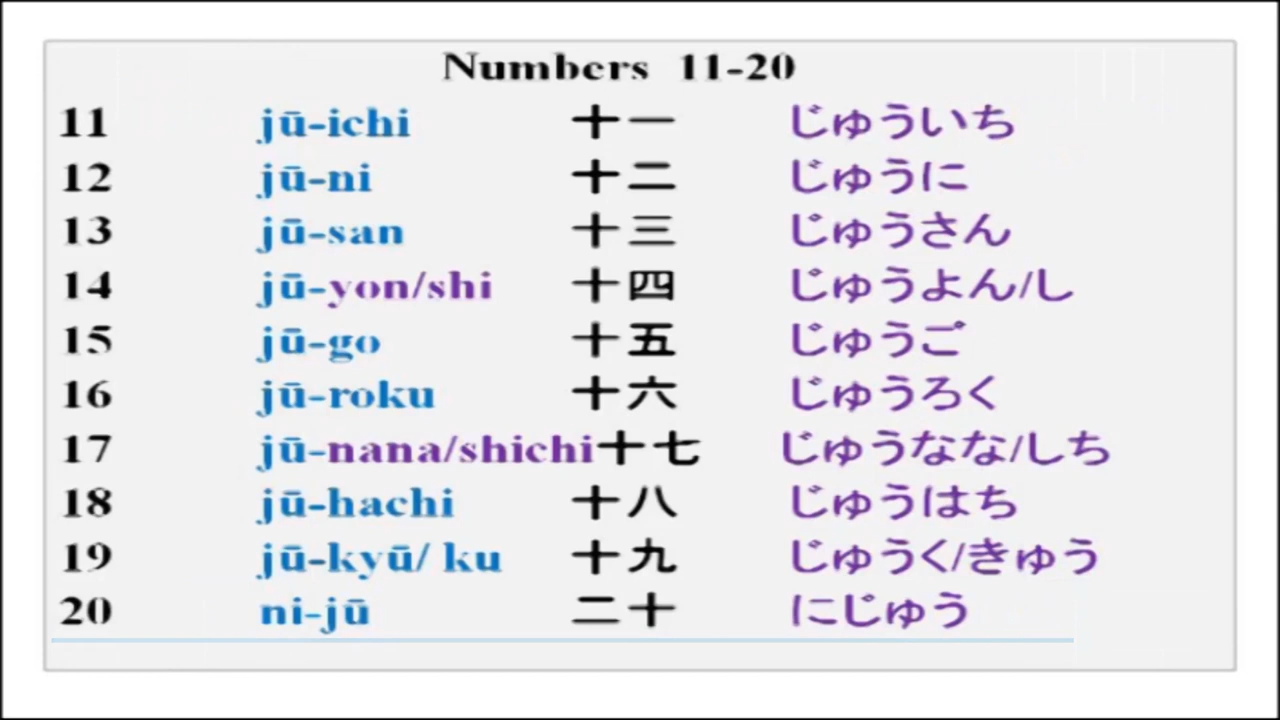 Numbers 11-20
11 jū-ichi 十一 じゅういち
12 jū-ni 十二 じゅうに
13 jū-san 十三 じゅうさん
14 jū-yon/shi 十四 じゅうよん/し
15 jū-go 十五 じゅうご
16 jū-roku 十六 じゅうろく
17 jū-nana/shichi 十七 じゅうなな/しち
18 jū-hachi 十八 じゅうはち
19 jū-kyū/ ku 十九 じゅうく/きゅう
20 ni-jū 二十 にじゅう